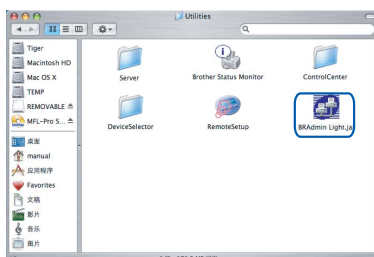 Utilities
Tiger
Macintosh HD
Mac OS X
TEMP
REMOVABLE
MFL-Pro S...
桌面
manual
应用程序
Favorites
文稿
影片
音乐
图片
Server
Brother Status Monitor
ControlCenter
DeviceSelector
RemoteSetup
BRAdmin Light.ja